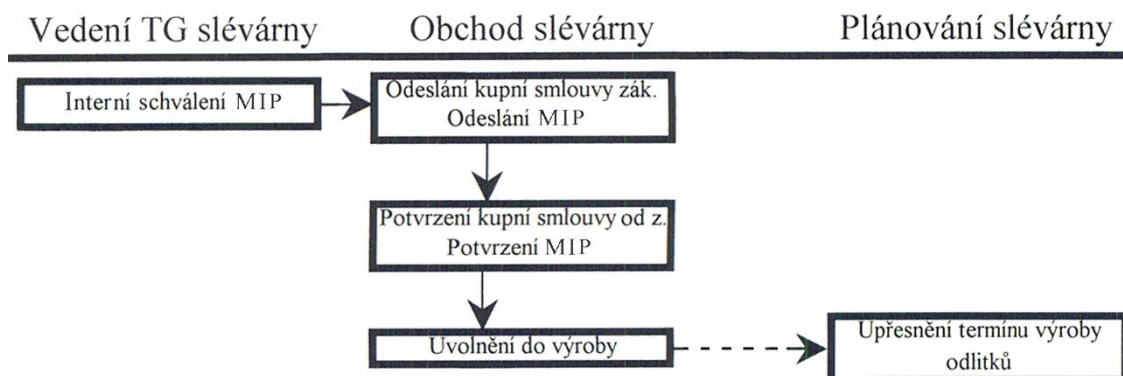 Vedení TG slévárny
Obchod slévárny
Plánování slévárny
Interní schválení MIP
Odeslání kupní smlouvy zák.
Odeslání MIP
Potvrzení kupní smlouvy od z.
Potvrzení MIP
Uvolnění do výroby
Upřesnění termínu výroby
odlitků